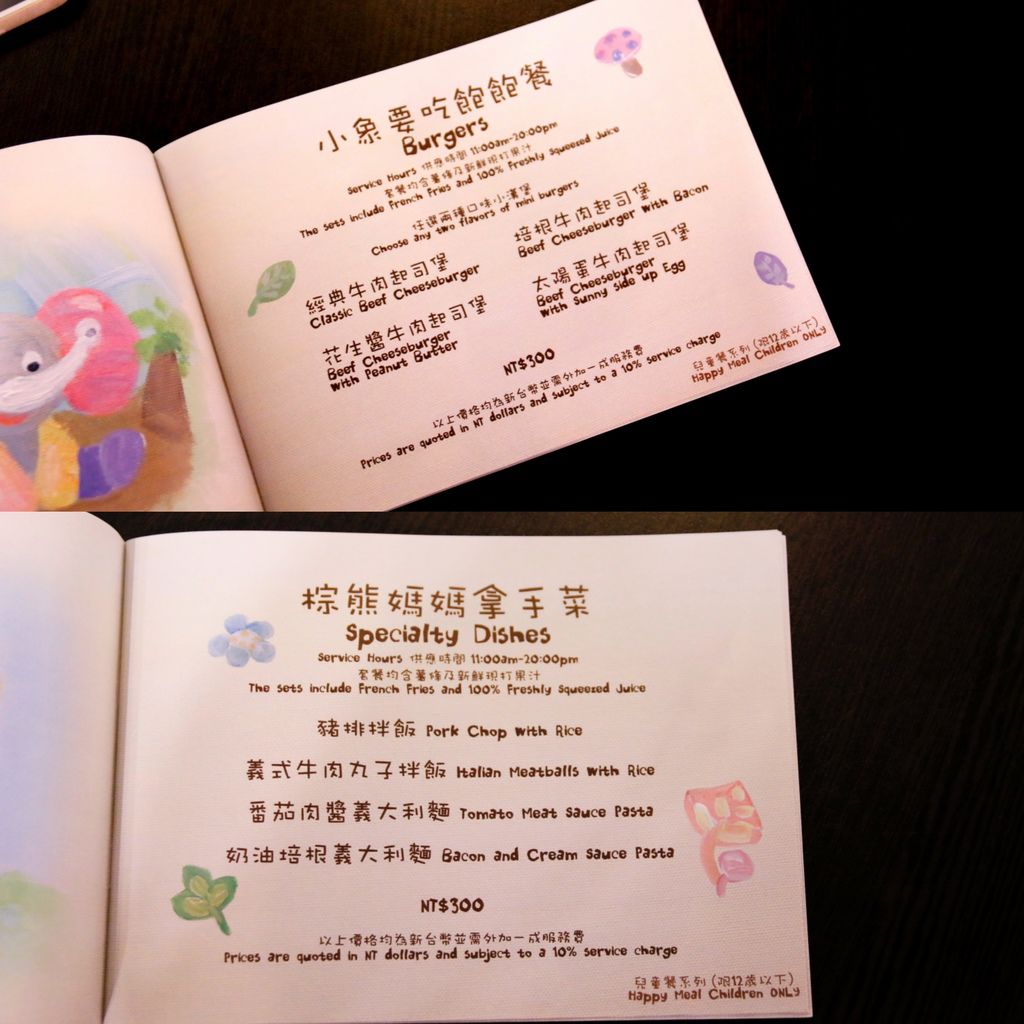 小象要吃飽飽餐
Burgers
Service Hours 供應時間 11:00am-20:00pm
套餐均含薯條及新鮮現打果汁
The sets include French Fries and 100% Freshly Squeezed Juice
任選兩種口味小漢堡
Choose any two flavors of mini burgers
經典牛肉起司堡
Classic Beef Cheeseburger
培根牛肉起司堡
Beef Cheeseburger with Bacon
花生醬牛肉起司堡
Beef Cheeseburger
with Peanut Butter
太陽蛋牛肉起司堡
Beef Cheeseburger
with Sunny side up Egg
NT$300
以上價格均為新台幣並需外加一成服務費
Prices are quoted in NT dollars and subject to a 10% service charge
兒童餐系列 (限12歲以下)
Happy Meal Children ONLY
棕熊媽媽拿手菜
Specialty Dishes
Service Hours 供應時間 11:00am-20:00pm
套餐均含薯條及新鮮現打果汁
The sets include French Fries and 100% Freshly Squeezed Juice
豬排拌飯 Pork Chop with Rice
義式牛肉丸子拌飯 Italian Meatballs with Rice
番茄肉醬義大利麵 Tomato Meat Sauce Pasta
奶油培根義大利麵 Bacon and Cream Sauce Pasta
NT$300
以上價格均為新台幣並需外加一成服務費
Prices are quoted in NT dollars and subject to a 10% service charge
兒童餐系列 (限12歲以下)
Happy Meal Children ONLY